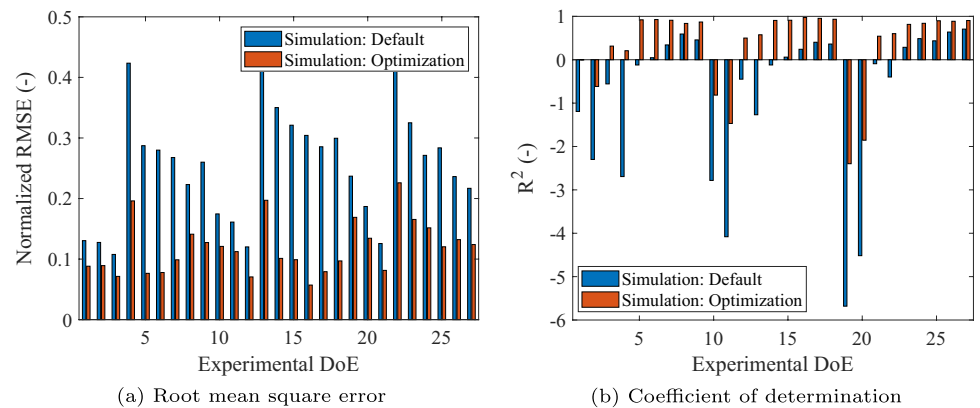 0.5
0.4
0.3
0.2
0.1
0
Normalized RMSE (-)
Simulation: Default
Simulation: Optimization
5
10
15
20
25
Experimental DoE
(a) Root mean square error
1
0
-1
-2
-3
-4
-5
-6
R² (-)
Simulation: Default
Simulation: Optimization
5
10
15
20
25
Experimental DoE
(b) Coefficient of determination